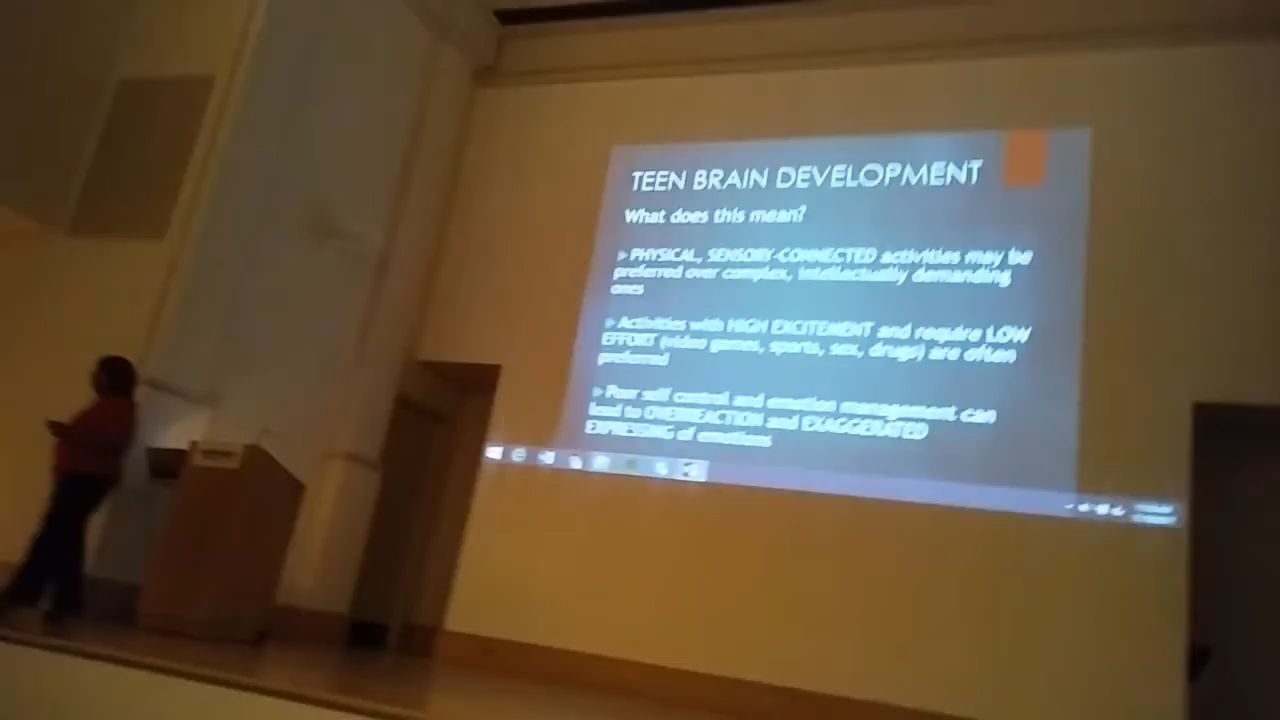 TEEN BRAIN DEVELOPMENT
What does this mean?
PHYSICAL, SENSORY-CONNECTED activities may be
preferred over complex, intellectually demanding
ones
Activities with HIGH EXCITEMENT and require LOW
EFFORT (video games, sports, sex, drugs) are often
preferred
Poor self control and emotion management can
lead to OVERREACTION and EXAGGERATED
EXPRESSING of emotions